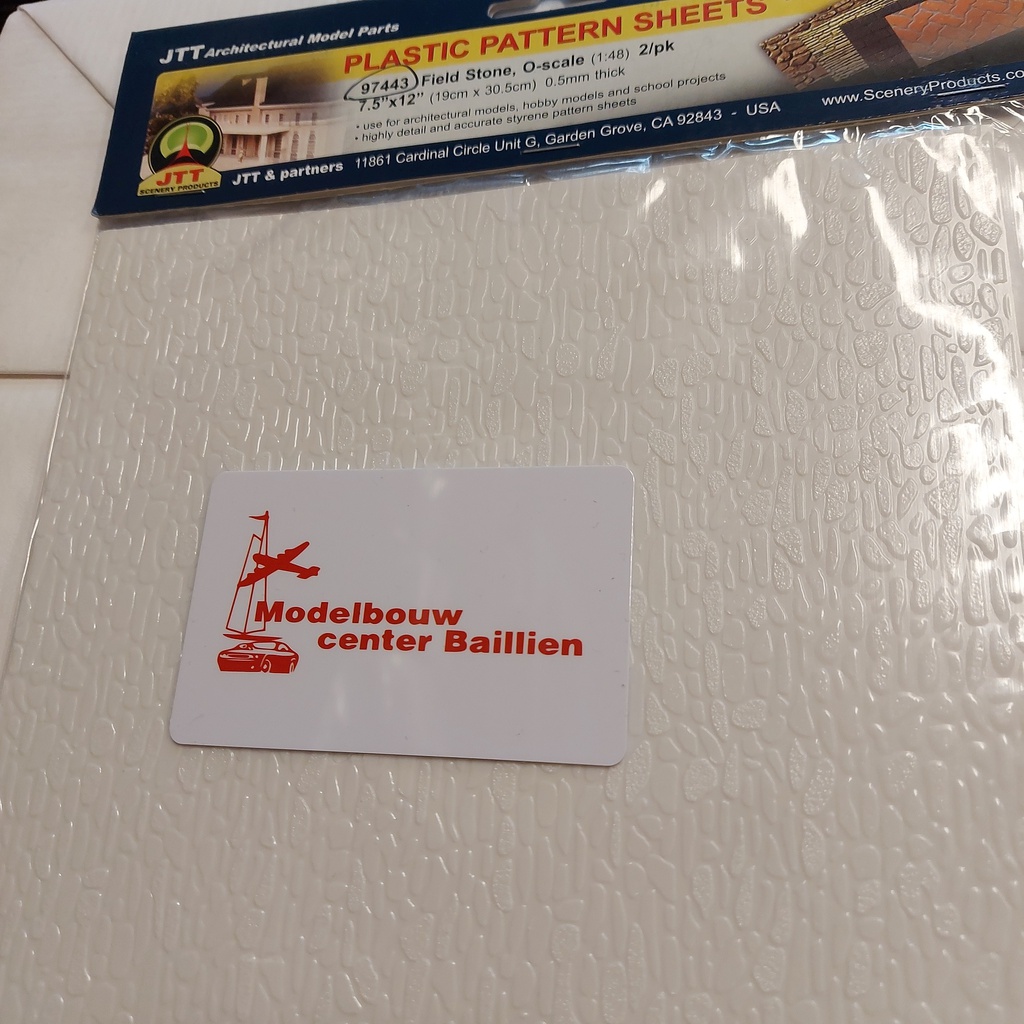 JTT Architectural Model Parts
PLASTIC PATTERN SHEETS
97443 Field Stone, O-scale (1:48) 2/pk
7.5"x12" (19cm x 30.5cm) 0.5mm thick
• use for architectural models, hobby models and school projects
• highly detail and accurate styrene pattern sheets
JTT
SCENERY PRODUCTS
JTT & partners 11861 Cardinal Circle Unit G, Garden Grove, CA 92843 - USA
www.SceneryProducts.co
Modelbouw
center Baillien